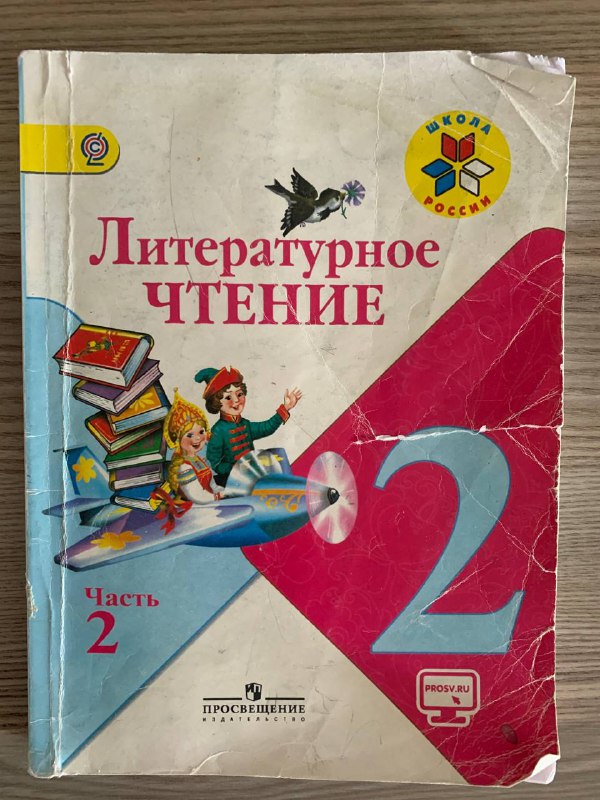 ШКОЛА
РОССИИ
Литературное
ЧТЕНИЕ
2
Часть
2
ПРОСВЕЩЕНИЕ
ИЗДАТЕЛЬСТВО
PROSV.RU